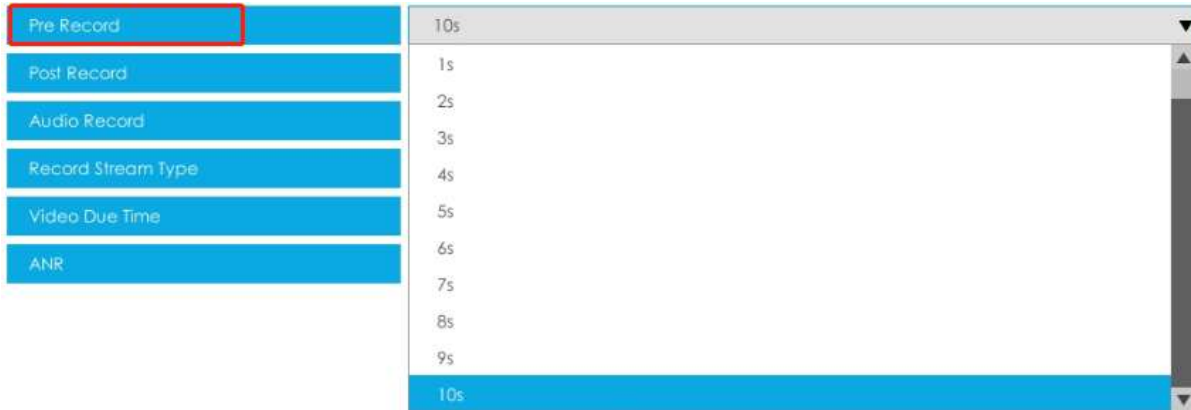 Pre Record
10s
Post Record
Audio Record
Record Stream Type
Video Due Time
ANR
1s
2s
3s
4s
5s
6s
7s
8s
9s
10s